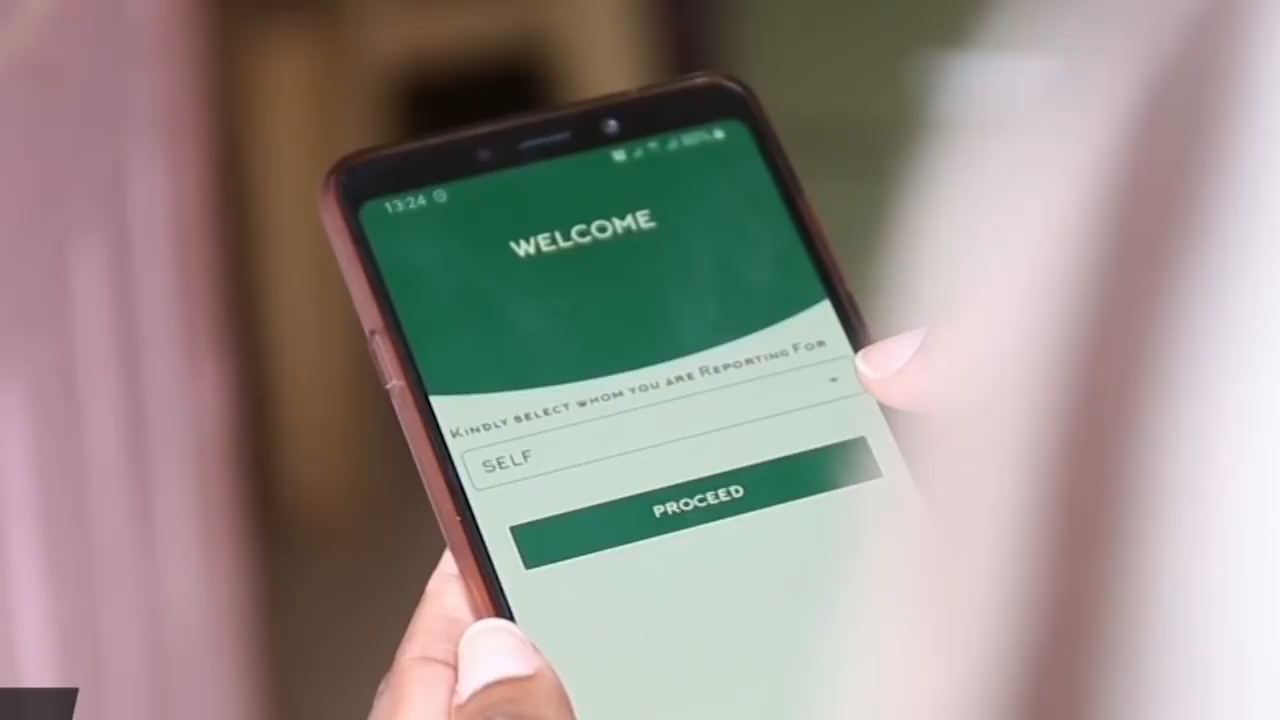 13:24
WELCOME
KINDLY SELECT WHOM YOU ARE REPORTING FOR
SELF
PROCEED